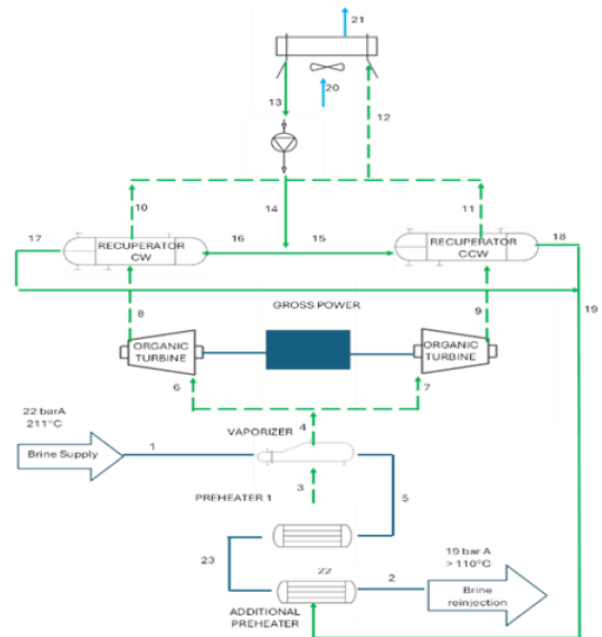 21
13
20
12
10
14
11
17
RECUPERATOR
CW
16
15
RECUPERATOR
CCW
18
8
GROSS POWER
9
19
ORGANIC
TURBINE
ORGANIC
TURBINE
6
7
22 barA
211°C
Brine Supply
1
VAPORIZER
4
3
5
PREHEATER 1
23
22
2
19 bar A
> 110°C
Brine
reinjection
ADDITIONAL
PREHEATER